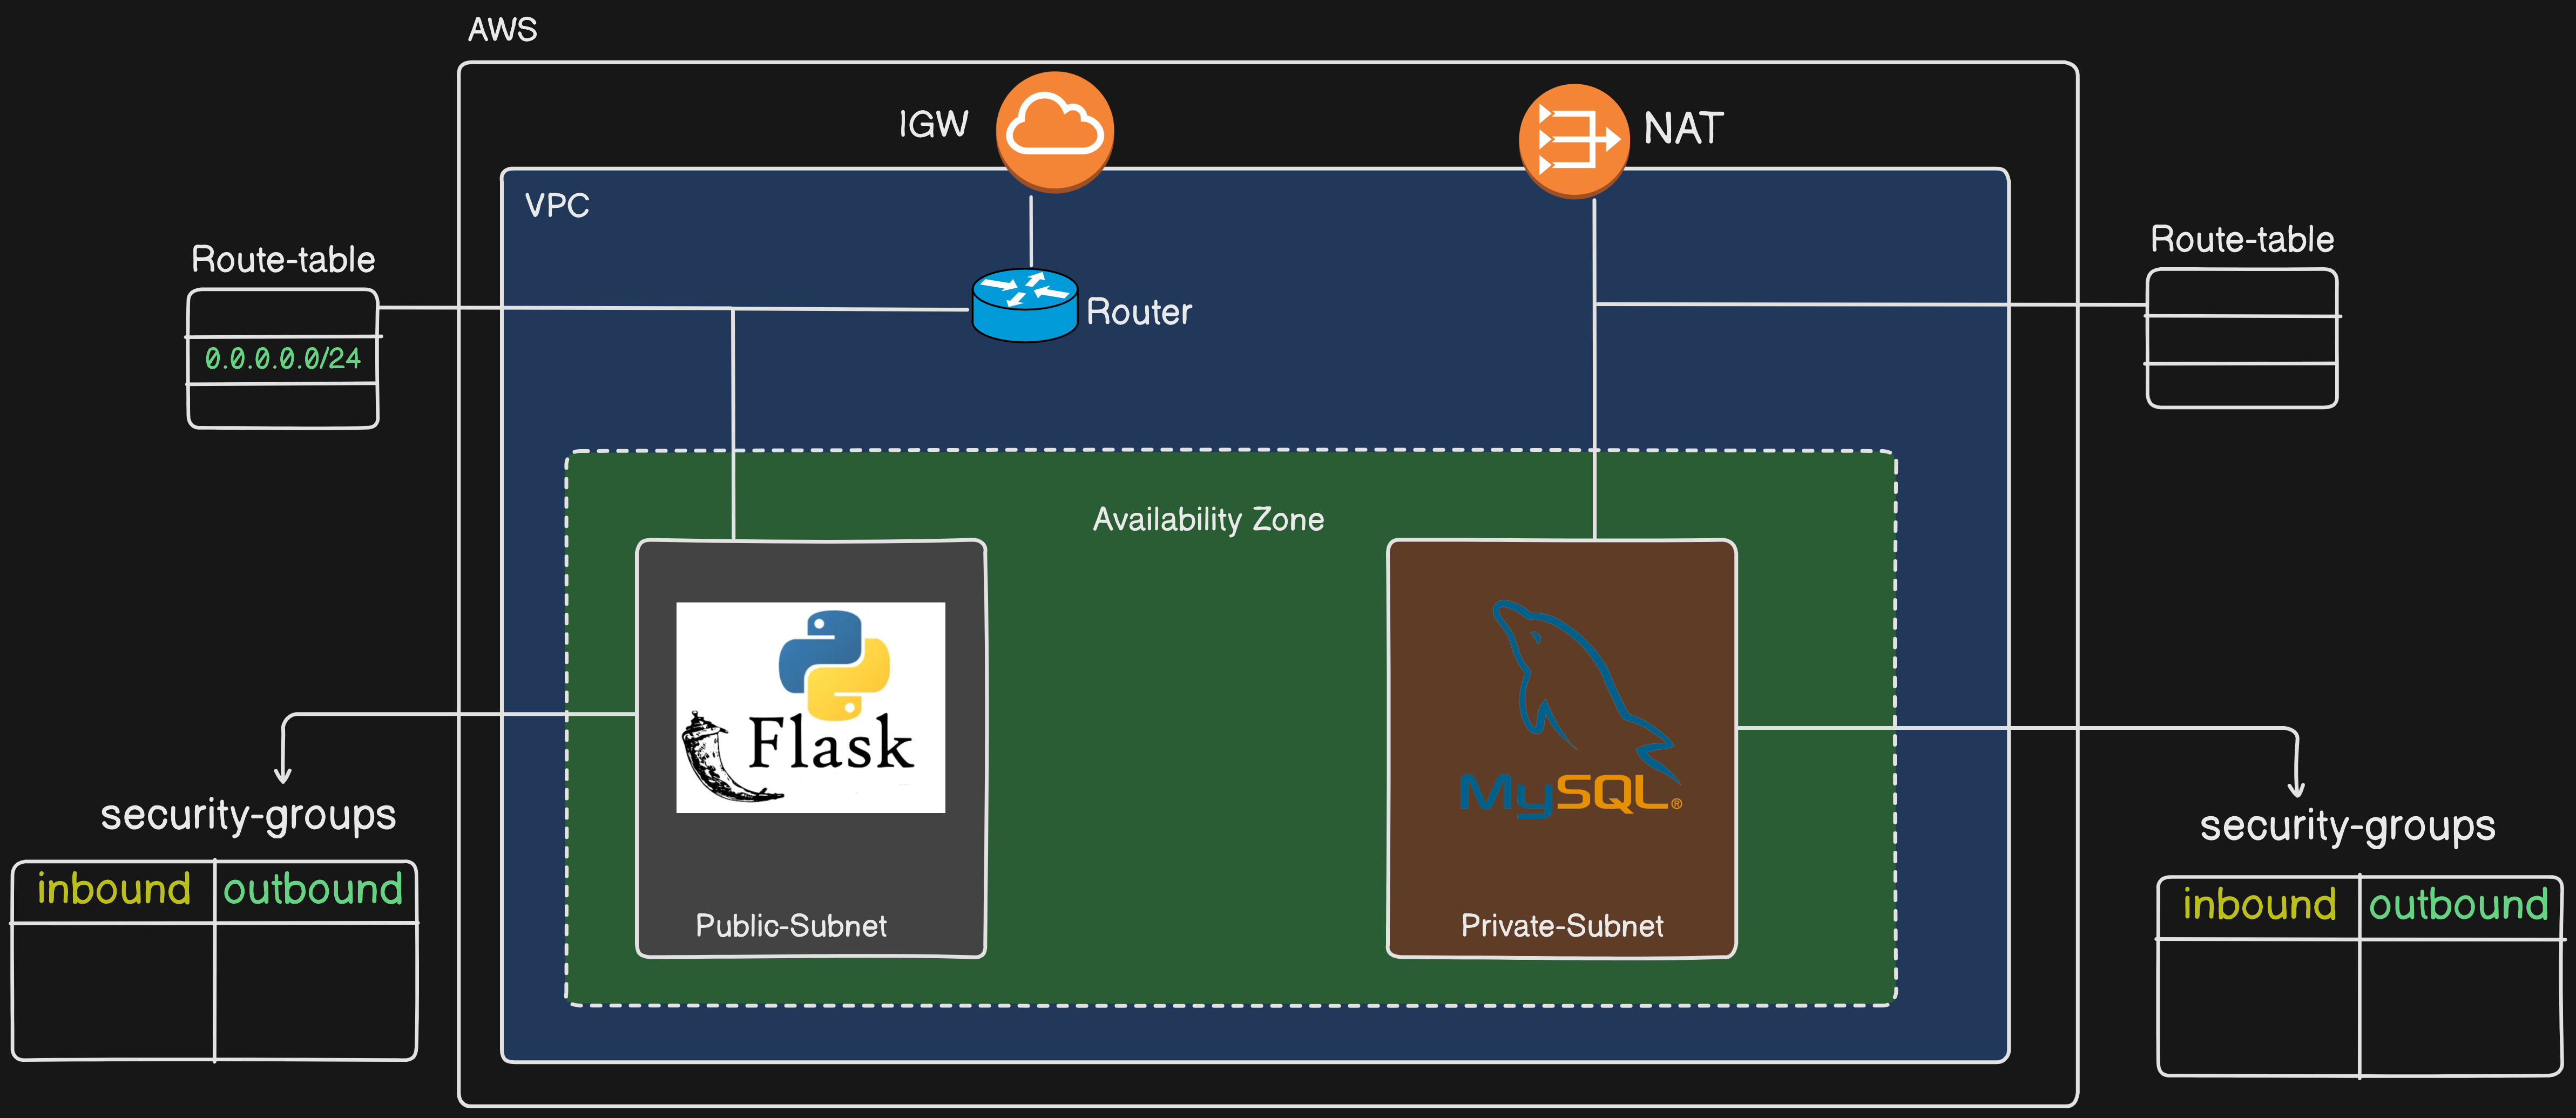 AWS
IGW
NAT
VPC
Route-table
0.0.0.0.0/24
Router
Route-table
Availability Zone
Flask
Public-Subnet
MySQL®
Private-Subnet
security-groups
inbound
outbound
security-groups
inbound
outbound